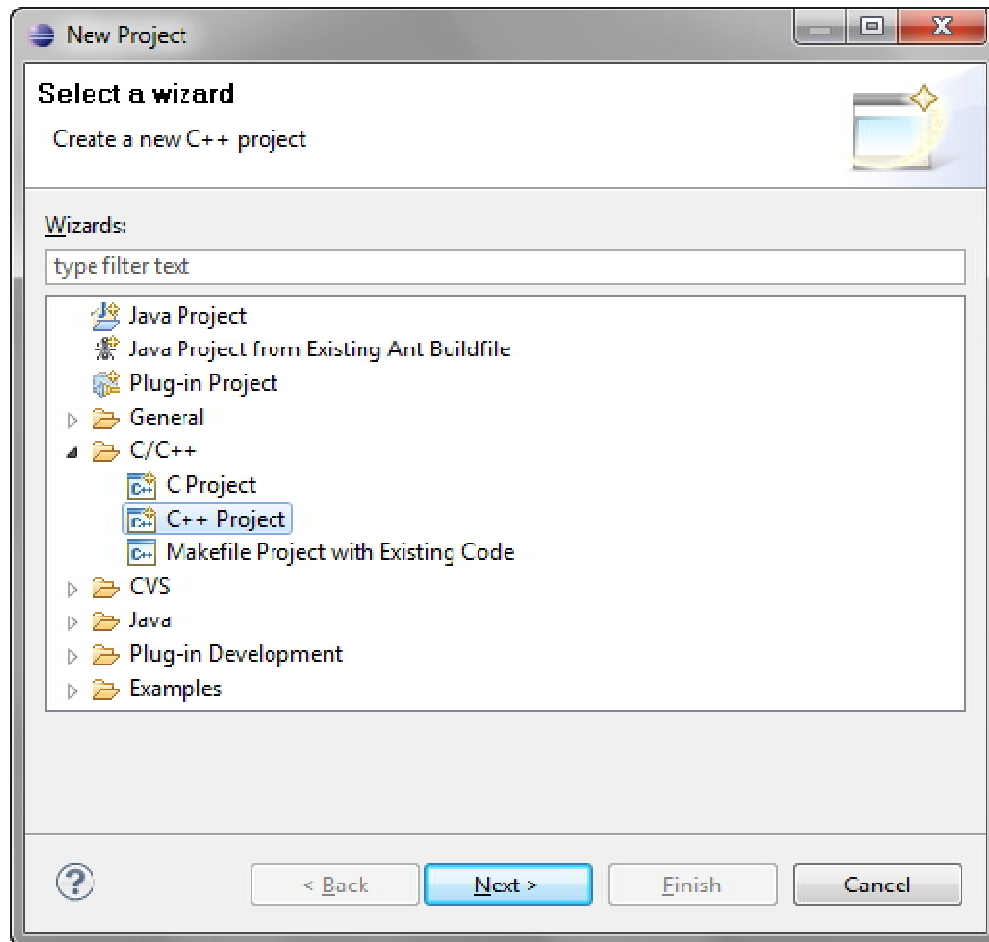 New Project
Select a wizard
Create a new C++ project
Wizards:
type filter text
Java Project
Java Project from Existing Ant Buildfile
Plug-in Project
General
C/C++
C Project
C++ Project
Makefile Project with Existing Code
CVS
Java
Plug-in Development
Examples
< Back
Next >
Finish
Cancel